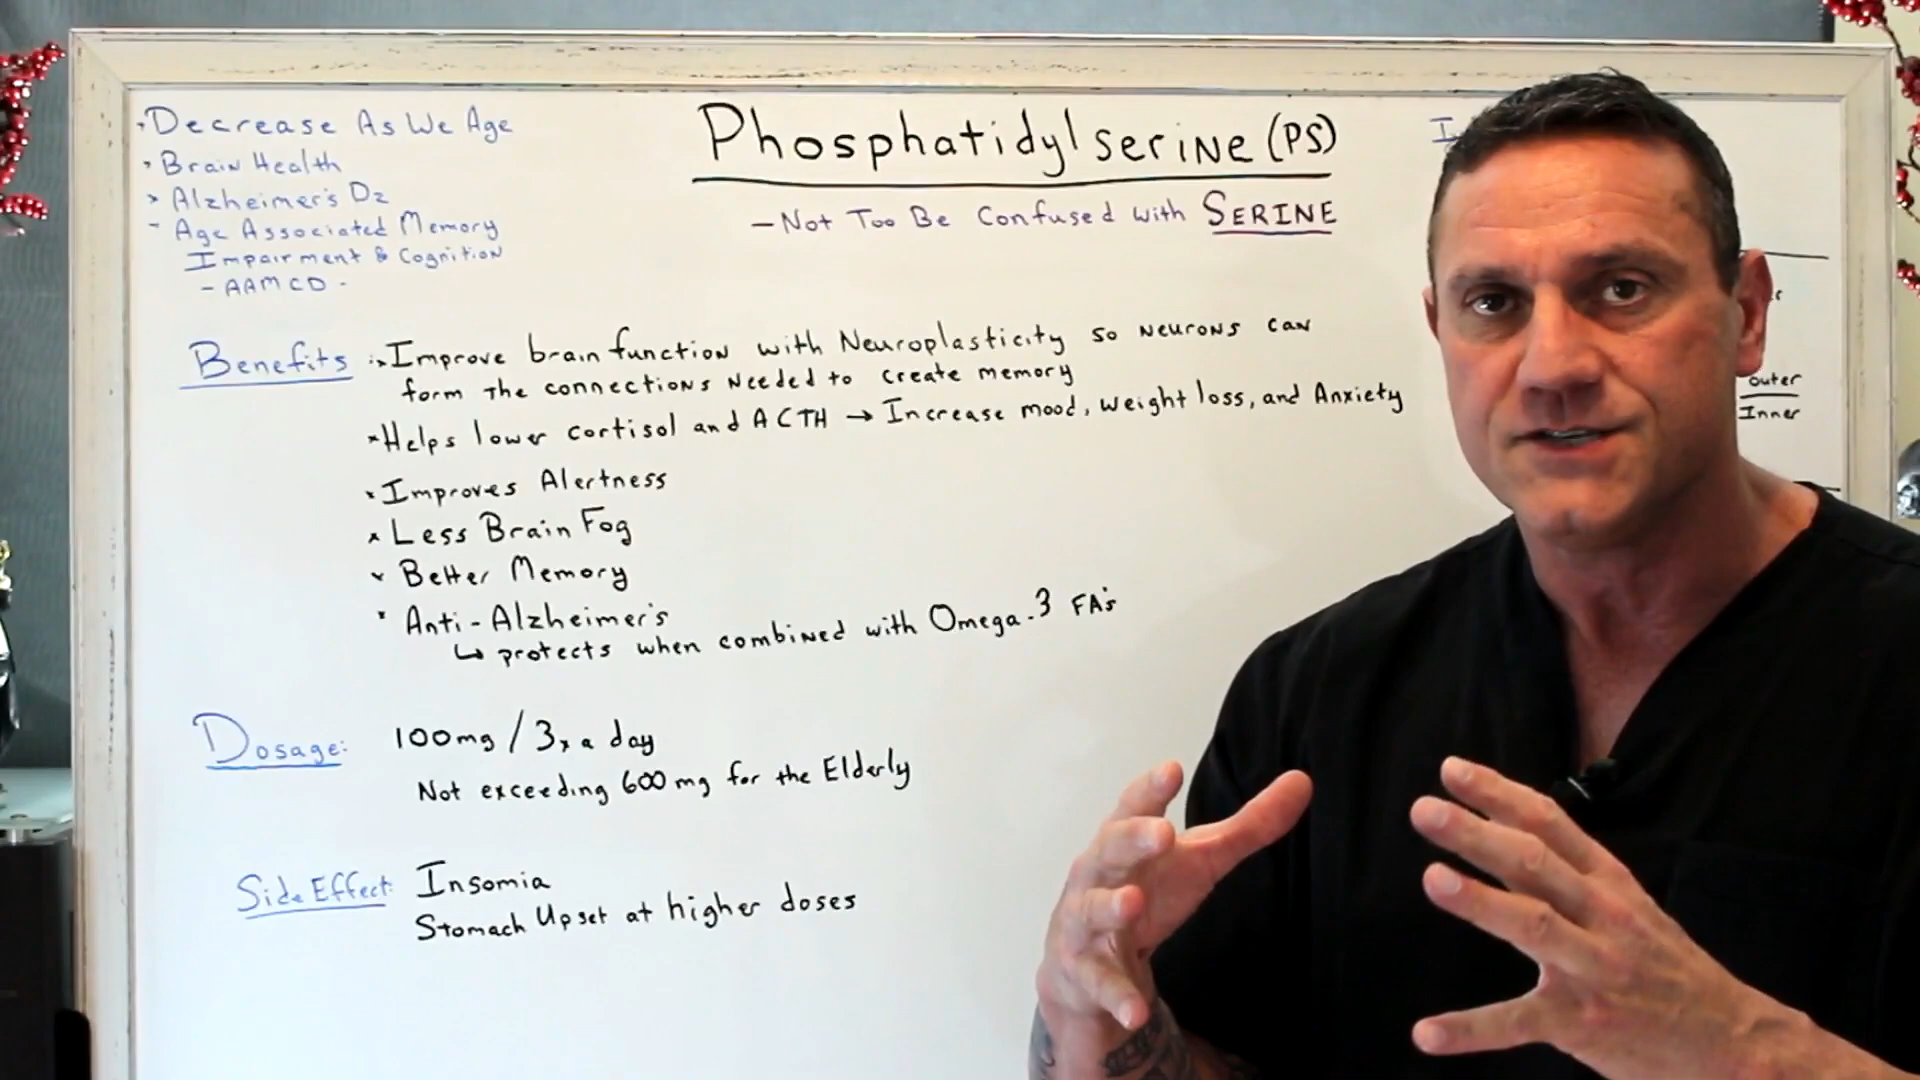 Decrease As We Age
Brain Health
Alzheimer's Dz
- Age Associated Memory
Impairment & Cognition
- AAMCD -
Phosphatidylserine (PS)
- Not Too Be Confused with SERINE
Benefits: Improve brain function with Neuroplasticity so neurons can
form The connections needed to create memory
Helps lower cortisol and ACTH → Increase mood, weight loss, and Anxiety
Improves Alertness
Less Brain Fog
Better Memory
Anti-Alzheimer's
↳ protects when combined with Omega-3 FA's
Dosage: 100mg / 3x a day
Not exceeding 600mg for the Elderly
Side Effect: Insomia
Stomach Upset at higher doses
outer
Inner